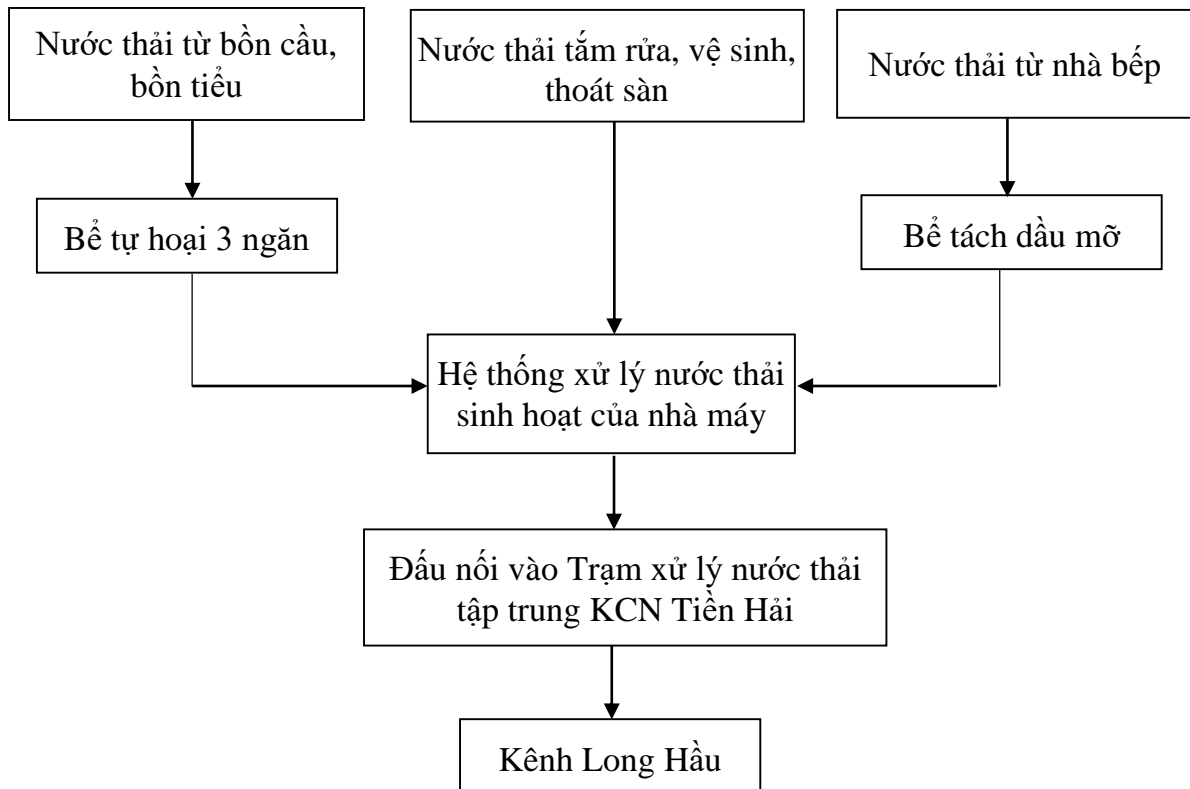 Nước thải từ bồn cầu,
bồn tiểu
Nước thải tắm rửa, vệ sinh,
thoát sàn
Nước thải từ nhà bếp
Bể tự hoại 3 ngăn
Bể tách dầu mỡ
Hệ thống xử lý nước thải
sinh hoạt của nhà máy
Đấu nối vào Trạm xử lý nước thải
tập trung KCN Tiền Hải
Kênh Long Hầu